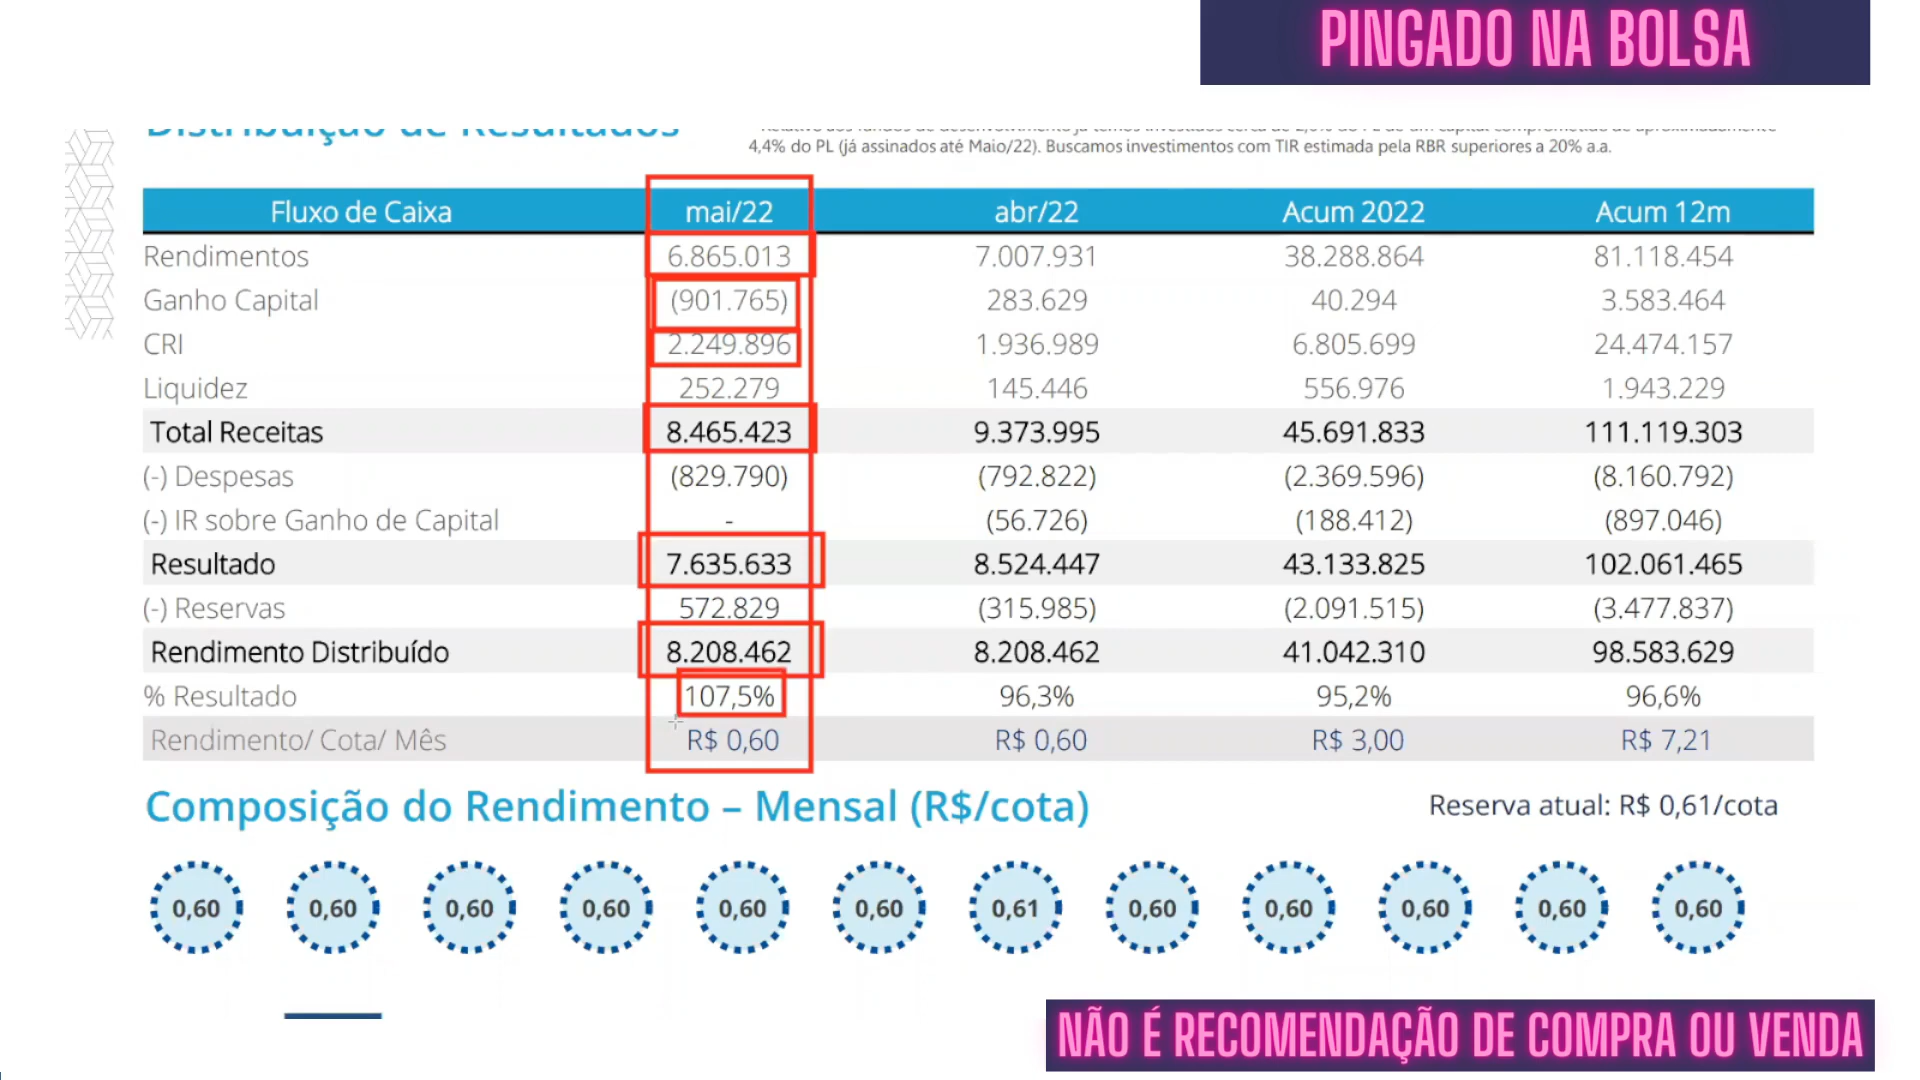 PINGADO NA BOLSA
Distribuição de Resultados
4,4% do PL (já assinados até Maio/22). Buscamos investimentos com TIR estimada pela RBR superiores a 20% a.a.
Fluxo de Caixa mai/22 abr/22 Acum 2022 Acum 12m
Rendimentos 6.865.013 7.007.931 38.288.864 81.118.454
Ganho Capital (901.765) 283.629 40.294 3.583.464
CRI 2.249.896 1.936.989 6.805.699 24.474.157
Liquidez 252.279 145.446 556.976 1.943.229
Total Receitas 8.465.423 9.373.995 45.691.833 111.119.303
(-) Despesas (829.790) (792.822) (2.369.596) (8.160.792)
(-) IR sobre Ganho de Capital - (56.726) (188.412) (897.046)
Resultado 7.635.633 8.524.447 43.133.825 102.061.465
(-) Reservas 572.829 (315.985) (2.091.515) (3.477.837)
Rendimento Distribuído 8.208.462 8.208.462 41.042.310 98.583.629
% Resultado 107,5% 96,3% 95,2% 96,6%
Rendimento/ Cota/ Mês R$ 0,60 R$ 0,60 R$ 3,00 R$ 7,21
Composição do Rendimento – Mensal (R$/cota) Reserva atual: R$ 0,61/cota
0,60 0,60 0,60 0,60 0,60 0,60 0,61 0,60 0,60 0,60 0,60 0,60
NÃO É RECOMENDAÇÃO DE COMPRA OU VENDA